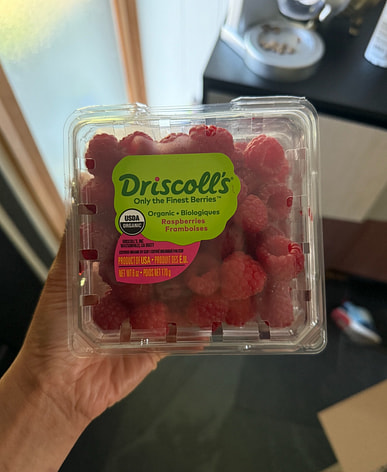 Driscoll's®
Only the Finest Berries™
Organic • Biologiques
Raspberries
Framboises
USDA
ORGANIC
PRODUCT OF USA • PRODUIT DES É.U.
NET WT 6 oz • POIDS NET 170 g